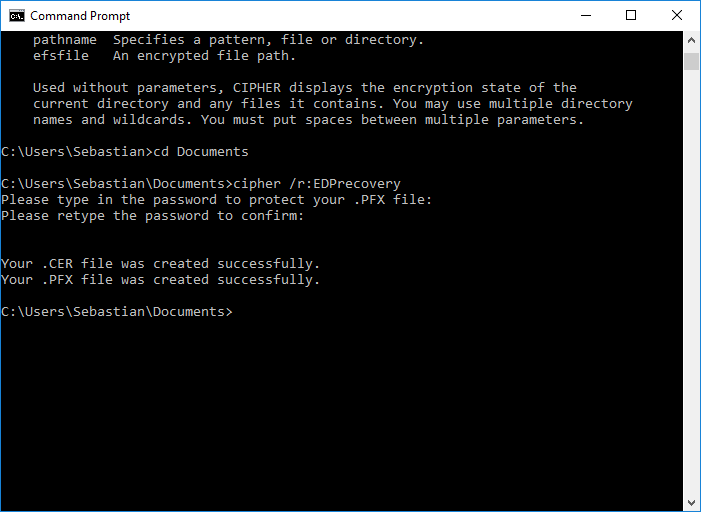 Command Prompt
pathname  Specifies a pattern, file or directory.
efsfile   An encrypted file path.
Used without parameters, CIPHER displays the encryption state of the
current directory and any files it contains. You may use multiple directory
names and wildcards. You must put spaces between multiple parameters.
C:\Users\Sebastian>cd Documents
C:\Users\Sebastian\Documents>cipher /r:EDPrecovery
Please type in the password to protect your .PFX file:
Please retype the password to confirm:
Your .CER file was created successfully.
Your .PFX file was created successfully.
C:\Users\Sebastian\Documents>